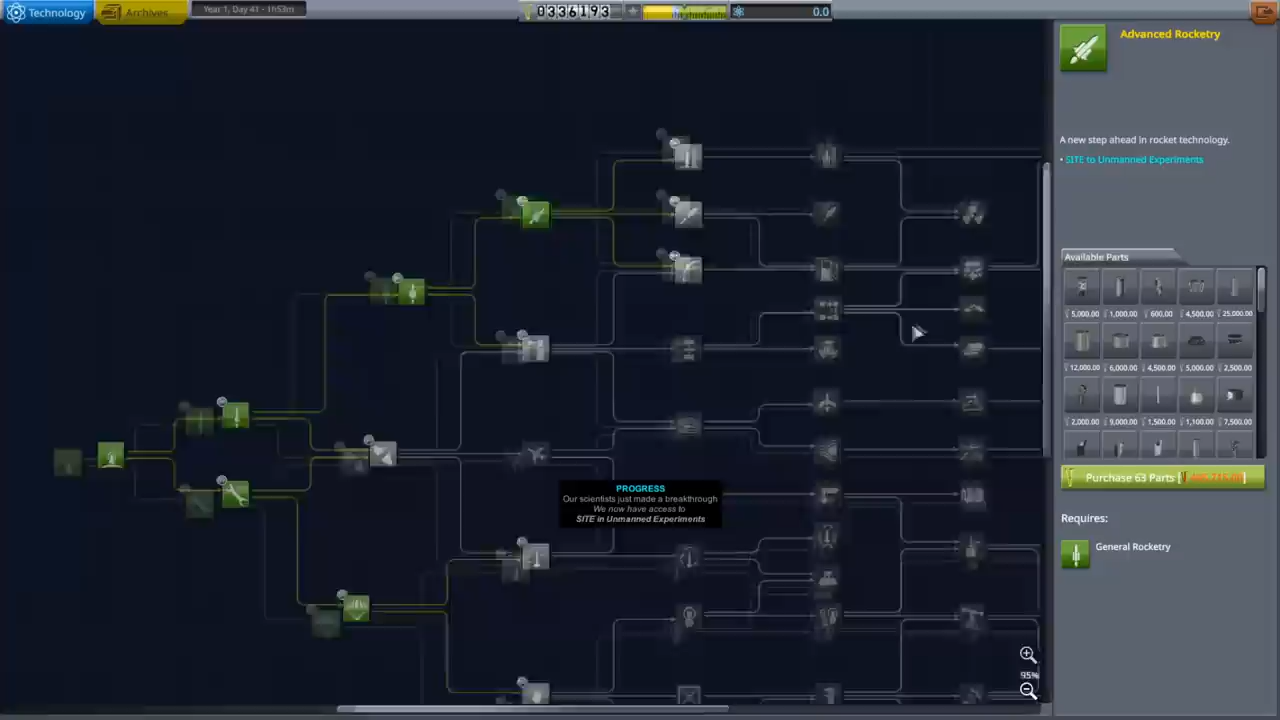 Technology
Archives
Year 1, Day 41 - 1h53m
0336193
0.0
Advanced Rocketry
A new step ahead in rocket technology.
• SITE to Unmanned Experiments
Available Parts
5,000.00 1,000.00 600.00 4,500.00 25,000.00
12,000.00 6,000.00 4,500.00 5,000.00 2,500.00
2,000.00 9,000.00 1,500.00 1,100.00 7,500.00
Purchase 63 Parts [
PROGRESS
Our scientists just made a breakthrough
We now have access to
SITE in Unmanned Experiments
Requires:
General Rocketry
95%